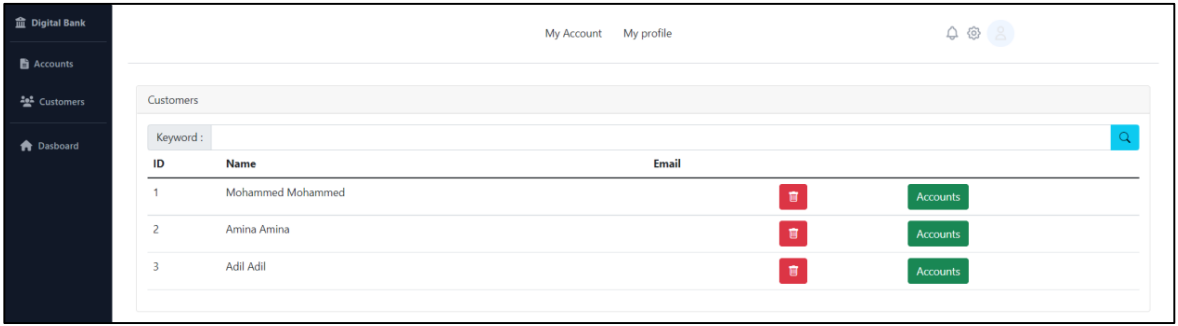 Digital Bank
Accounts
Customers
Dasboard
My Account My profile
Customers
Keyword :
ID Name Email
1 Mohammed Mohammed Accounts
2 Amina Amina Accounts
3 Adil Adil Accounts